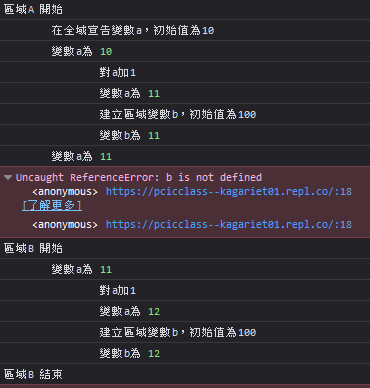 區域A 開始
在全域宣告變數a，初始值為10
變數a為 10
對a加1
變數a為 11
建立區域變數b，初始值為100
變數b為 11
變數a為 11
Uncaught ReferenceError: b is not defined
<anonymous> https://pcicclass--kagariet01.repl.co/:18
[了解更多]
<anonymous> https://pcicclass--kagariet01.repl.co/:18
區域B 開始
變數a為 11
對a加1
變數a為 12
建立區域變數b，初始值為100
變數b為 12
區域B 結束